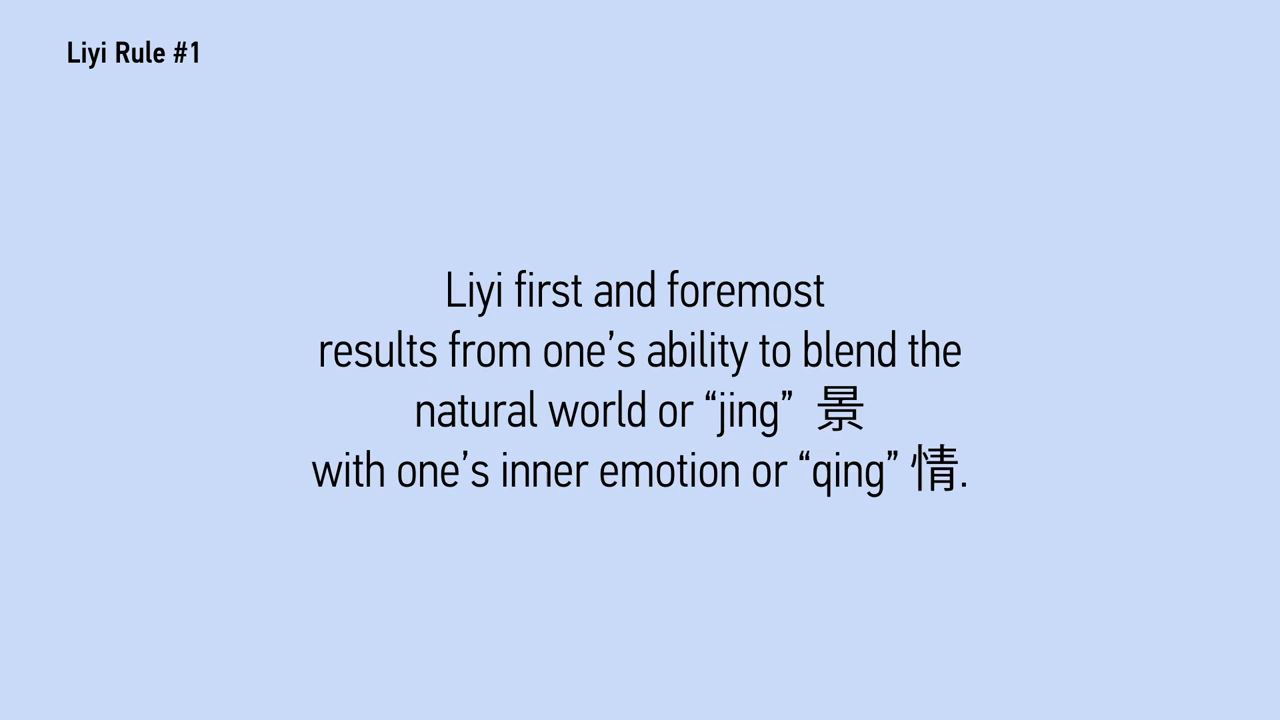 Liyi Rule #1
Liyi first and foremost
results from one’s ability to blend the
natural world or “jing” 景
with one’s inner emotion or “qing” 情.